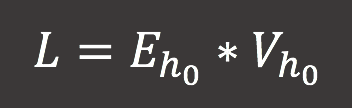 L = E_{h_0} * V_{h_0}